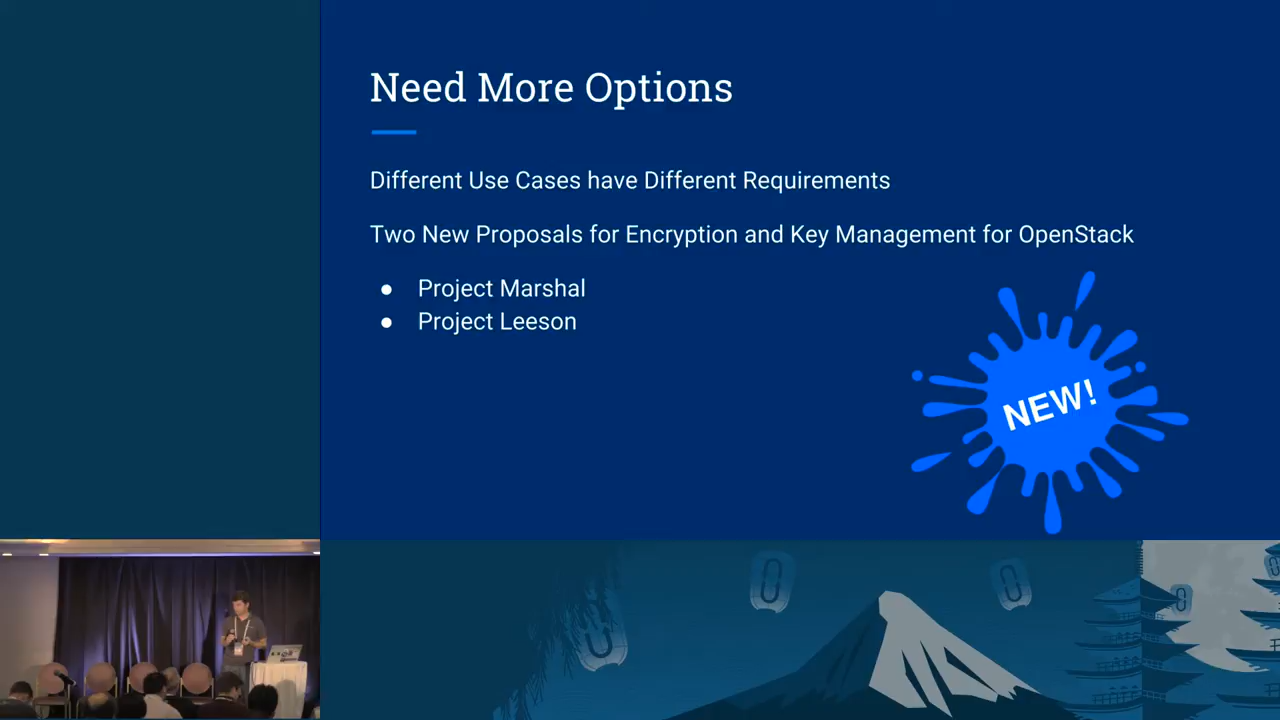 Need More Options
Different Use Cases have Different Requirements
Two New Proposals for Encryption and Key Management for OpenStack
● Project Marshal
● Project Leeson
NEW!